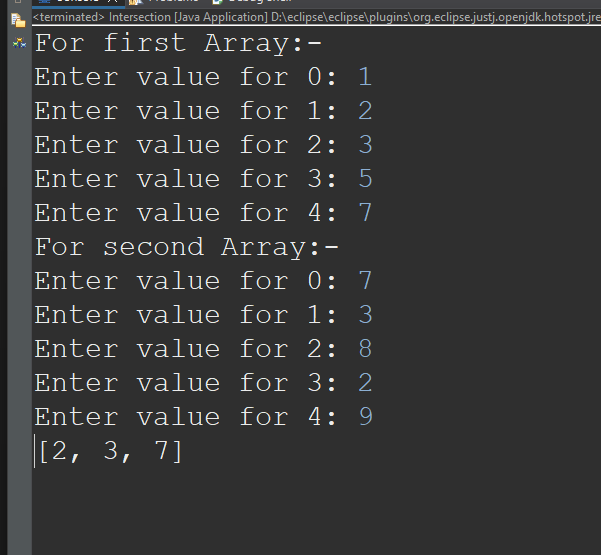 <terminated> Intersection [Java Application] D:\eclipse\eclipse\plugins\org.eclipse.justj.openjdk.hotspot.jre
For first Array:-
Enter value for 0: 1
Enter value for 1: 2
Enter value for 2: 3
Enter value for 3: 5
Enter value for 4: 7
For second Array:-
Enter value for 0: 7
Enter value for 1: 3
Enter value for 2: 8
Enter value for 3: 2
Enter value for 4: 9
[2, 3, 7]